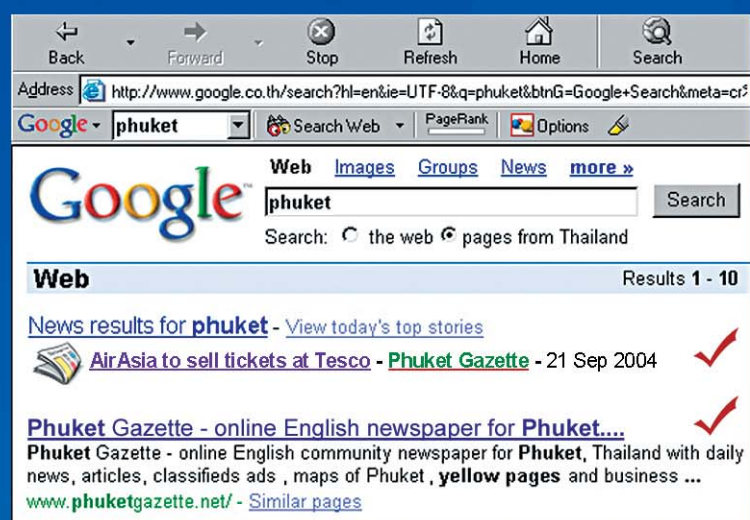 Back Forward Stop Refresh Home Search
Address http://www.google.co.th/search?hl=en&ie=UTF-8&q=phuket&btnG=Google+Search&meta=cr
Google phuket Search Web PageRank Options
Web Images Groups News more »
Google™ phuket Search
Search: the web pages from Thailand
Web Results 1 - 10
News results for phuket - View today's top stories
AirAsia to sell tickets at Tesco - Phuket Gazette - 21 Sep 2004
Phuket Gazette - online English newspaper for Phuket....
Phuket Gazette - online English community newspaper for Phuket, Thailand with daily
news, articles, classifieds ads , maps of Phuket , yellow pages and business ...
www.phuketgazette.net/ - Similar pages